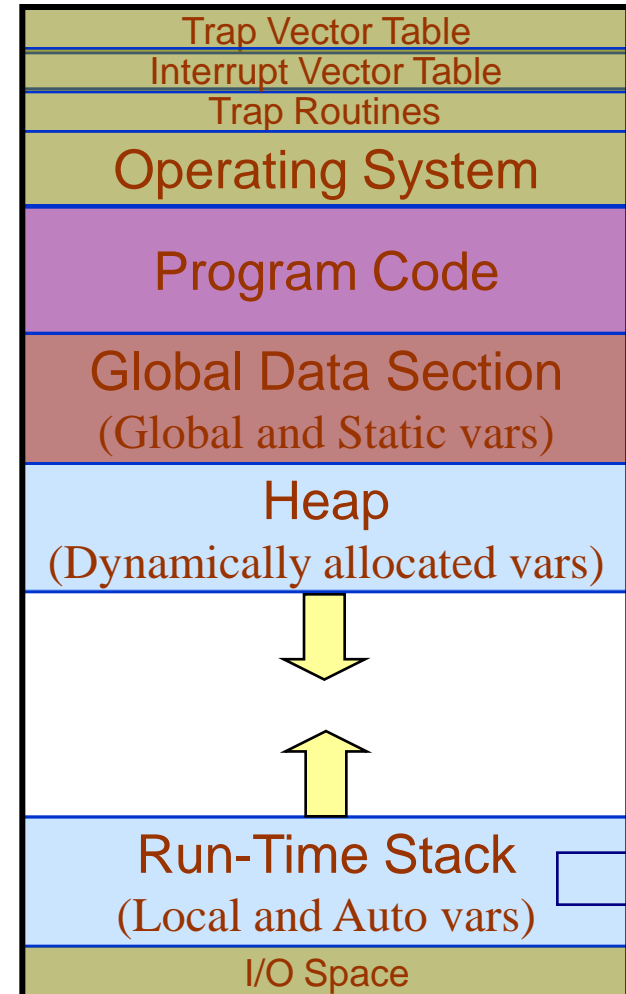 Trap Vector Table
Interrupt Vector Table
Trap Routines
Operating System
Program Code
Global Data Section
(Global and Static vars)
Heap
(Dynamically allocated vars)
Run-Time Stack
(Local and Auto vars)
I/O Space